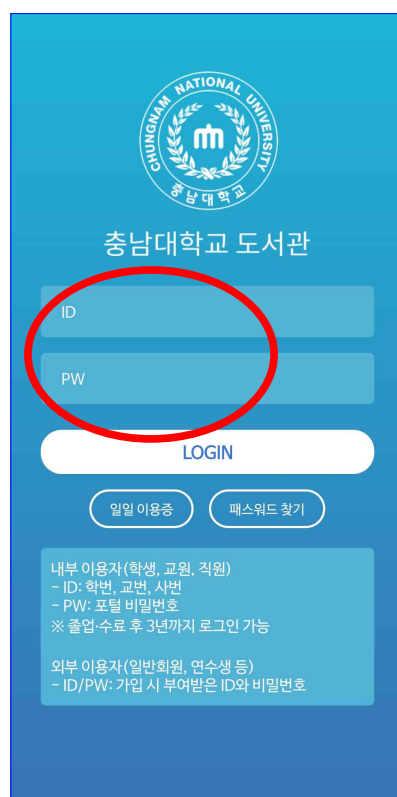 CHUNGNAM NATIONAL UNIVERSITY
충남대학교
충남대학교 도서관
ID
PW
LOGIN
일일 이용증
패스워드 찾기
내부 이용자(학생, 교원, 직원)
- ID: 학번, 교번, 사번
- PW: 포털 비밀번호
※ 졸업·수료 후 3년까지 로그인 가능
외부 이용자(일반회원, 연수생 등)
- ID/PW: 가입 시 부여받은 ID와 비밀번호